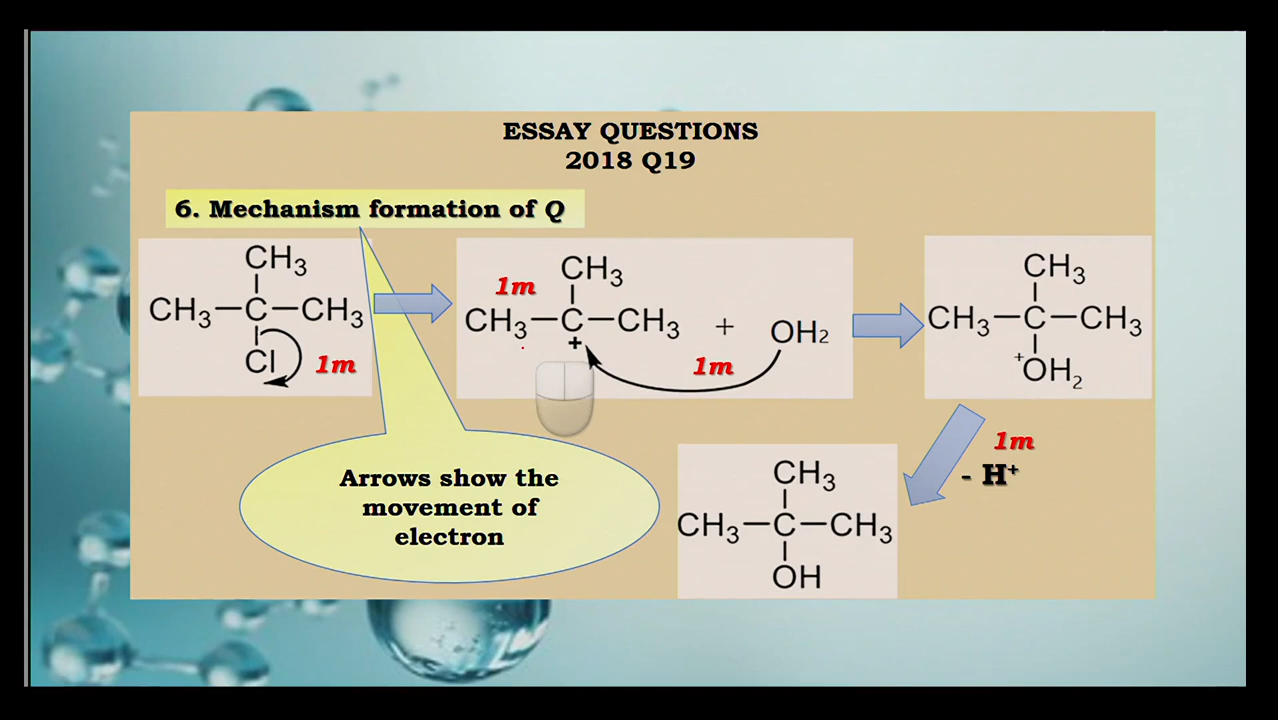 ESSAY QUESTIONS
2018 Q19
6. Mechanism formation of Q
CH3
CH3—C—CH3
Cl
1m
1m
CH3
CH3—C—CH3 + OH2
+
1m
CH3
CH3—C—CH3
+OH2
1m
- H+
Arrows show the
movement of
electron
CH3
CH3—C—CH3
OH